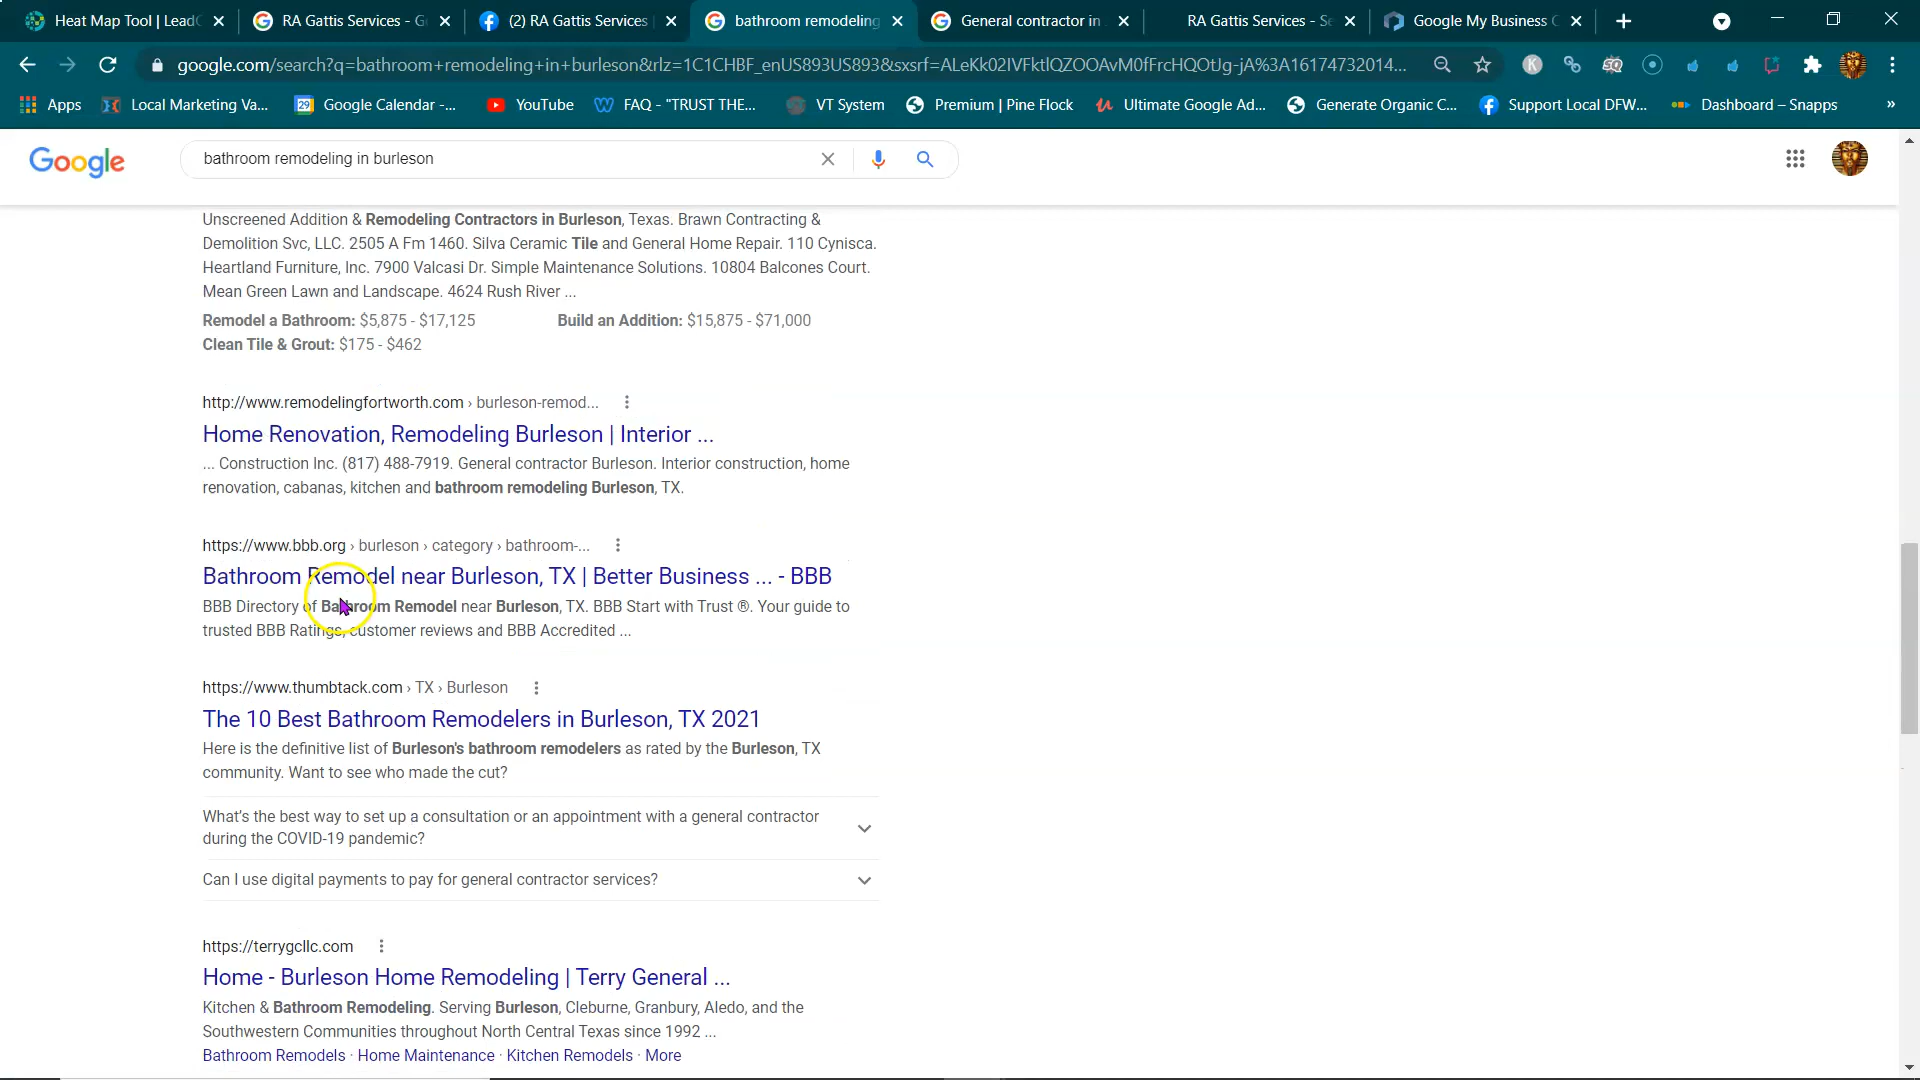 Heat Map Tool | LeadG
RA Gattis Services - G
(2) RA Gattis Services |
bathroom remodeling
General contractor in
RA Gattis Services - Se
Google My Business
google.com/search?q=bathroom+remodeling+in+burleson&rlz=1C1CHBF_enUS893US893&sxsrf=ALeKk02IVFktlQZOOAvM0fFrcHQOtJg-jA%3A16174732014...
Apps
Local Marketing Va...
29
Google Calendar -...
YouTube
FAQ - "TRUST THE...
VT System
Premium | Pine Flock
Ultimate Google Ad...
Generate Organic C...
Support Local DFW...
Dashboard – Snapps
»
Google
bathroom remodeling in burleson
Unscreened Addition & Remodeling Contractors in Burleson, Texas. Brawn Contracting &
Demolition Svc, LLC. 2505 A Fm 1460. Silva Ceramic Tile and General Home Repair. 110 Cynisca.
Heartland Furniture, Inc. 7900 Valcasi Dr. Simple Maintenance Solutions. 10804 Balcones Court.
Mean Green Lawn and Landscape. 4624 Rush River ...
Remodel a Bathroom: $5,875 - $17,125
Build an Addition: $15,875 - $71,000
Clean Tile & Grout: $175 - $462
http://www.remodelingfortworth.com › burleson-remod...
Home Renovation, Remodeling Burleson | Interior ...
... Construction Inc. (817) 488-7919. General contractor Burleson. Interior construction, home
renovation, cabanas, kitchen and bathroom remodeling Burleson, TX.
https://www.bbb.org › burleson › category › bathroom-...
Bathroom Remodel near Burleson, TX | Better Business ... - BBB
BBB Directory of Bathroom Remodel near Burleson, TX. BBB Start with Trust ®. Your guide to
trusted BBB Ratings, customer reviews and BBB Accredited ...
https://www.thumbtack.com › TX › Burleson
The 10 Best Bathroom Remodelers in Burleson, TX 2021
Here is the definitive list of Burleson's bathroom remodelers as rated by the Burleson, TX
community. Want to see who made the cut?
What's the best way to set up a consultation or an appointment with a general contractor
during the COVID-19 pandemic?
Can I use digital payments to pay for general contractor services?
https://terrygcllc.com
Home - Burleson Home Remodeling | Terry General ...
Kitchen & Bathroom Remodeling. Serving Burleson, Cleburne, Granbury, Aledo, and the
Southwestern Communities throughout North Central Texas since 1992 ...
Bathroom Remodels · Home Maintenance · Kitchen Remodels · More